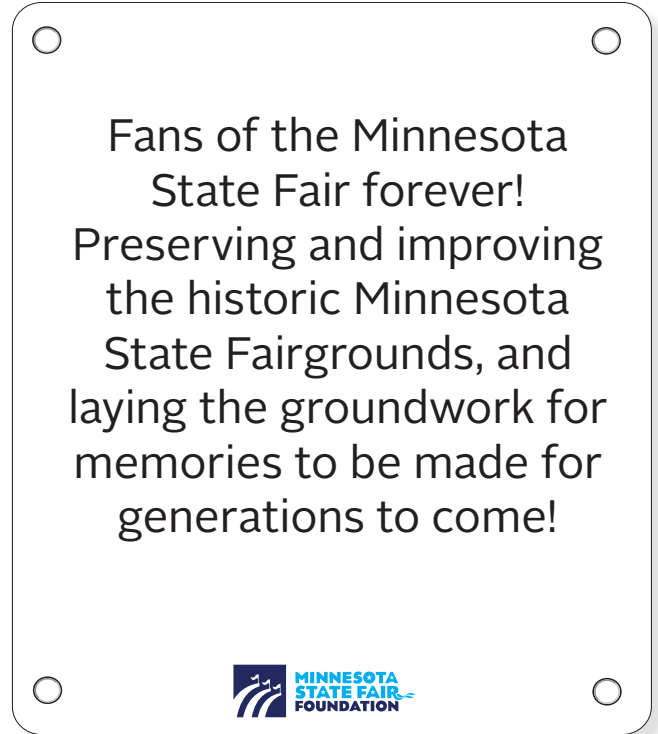 Fans of the Minnesota
State Fair forever!
Preserving and improving
the historic Minnesota
State Fairgrounds, and
laying the groundwork for
memories to be made for
generations to come!
MINNESOTA
STATE FAIR
FOUNDATION